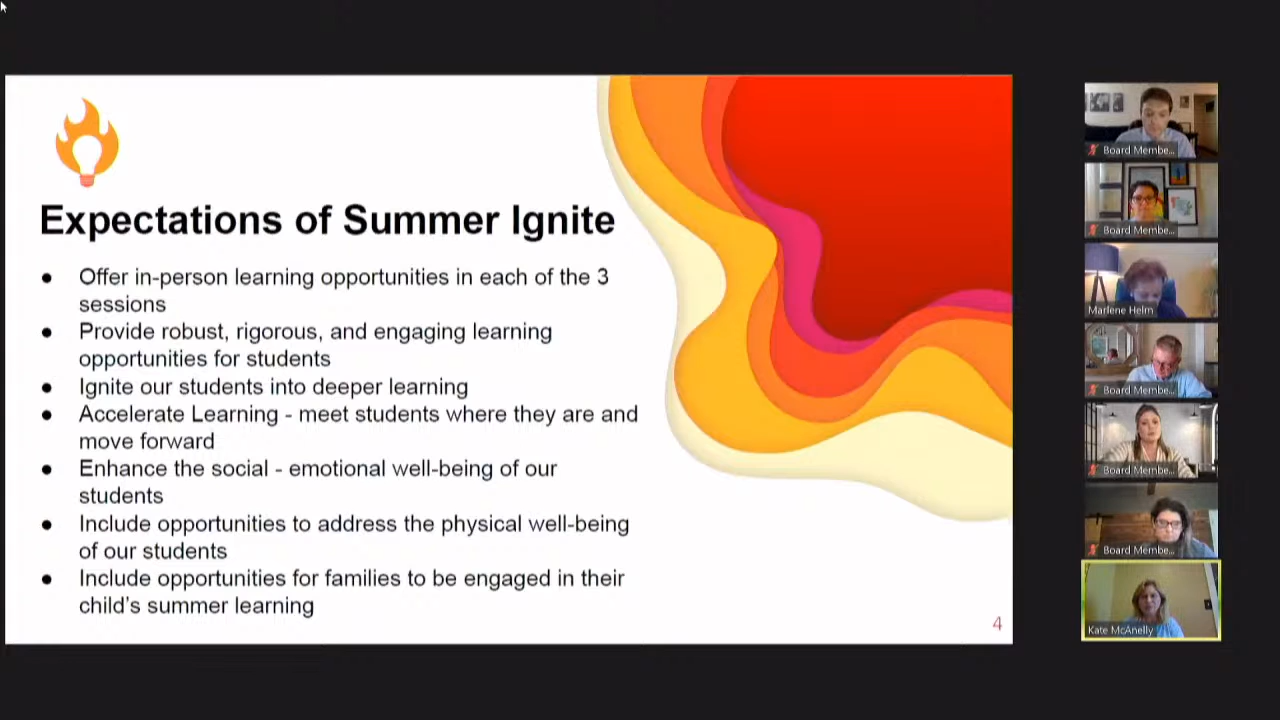 Expectations of Summer Ignite
● Offer in-person learning opportunities in each of the 3
sessions
● Provide robust, rigorous, and engaging learning
opportunities for students
● Ignite our students into deeper learning
● Accelerate Learning - meet students where they are and
move forward
● Enhance the social - emotional well-being of our
students
● Include opportunities to address the physical well-being
of our students
● Include opportunities for families to be engaged in their
child's summer learning
4
Board Membe...
Board Membe...
Marlene Helm
Board Membe...
Board Membe...
Board Membe...
Kate McAnelly